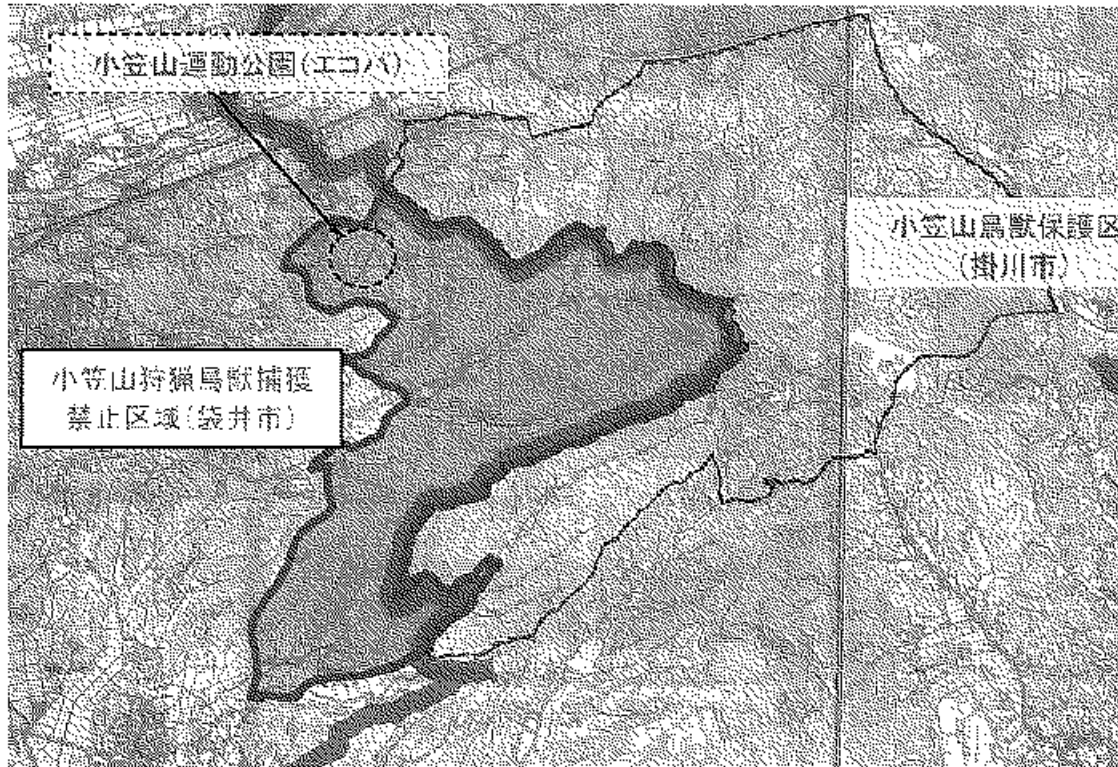 小笠山運動公園(エコパ)
小笠山鳥獣保護区
(掛川市)
小笠山狩猟鳥獣捕獲
禁止区域(袋井市)